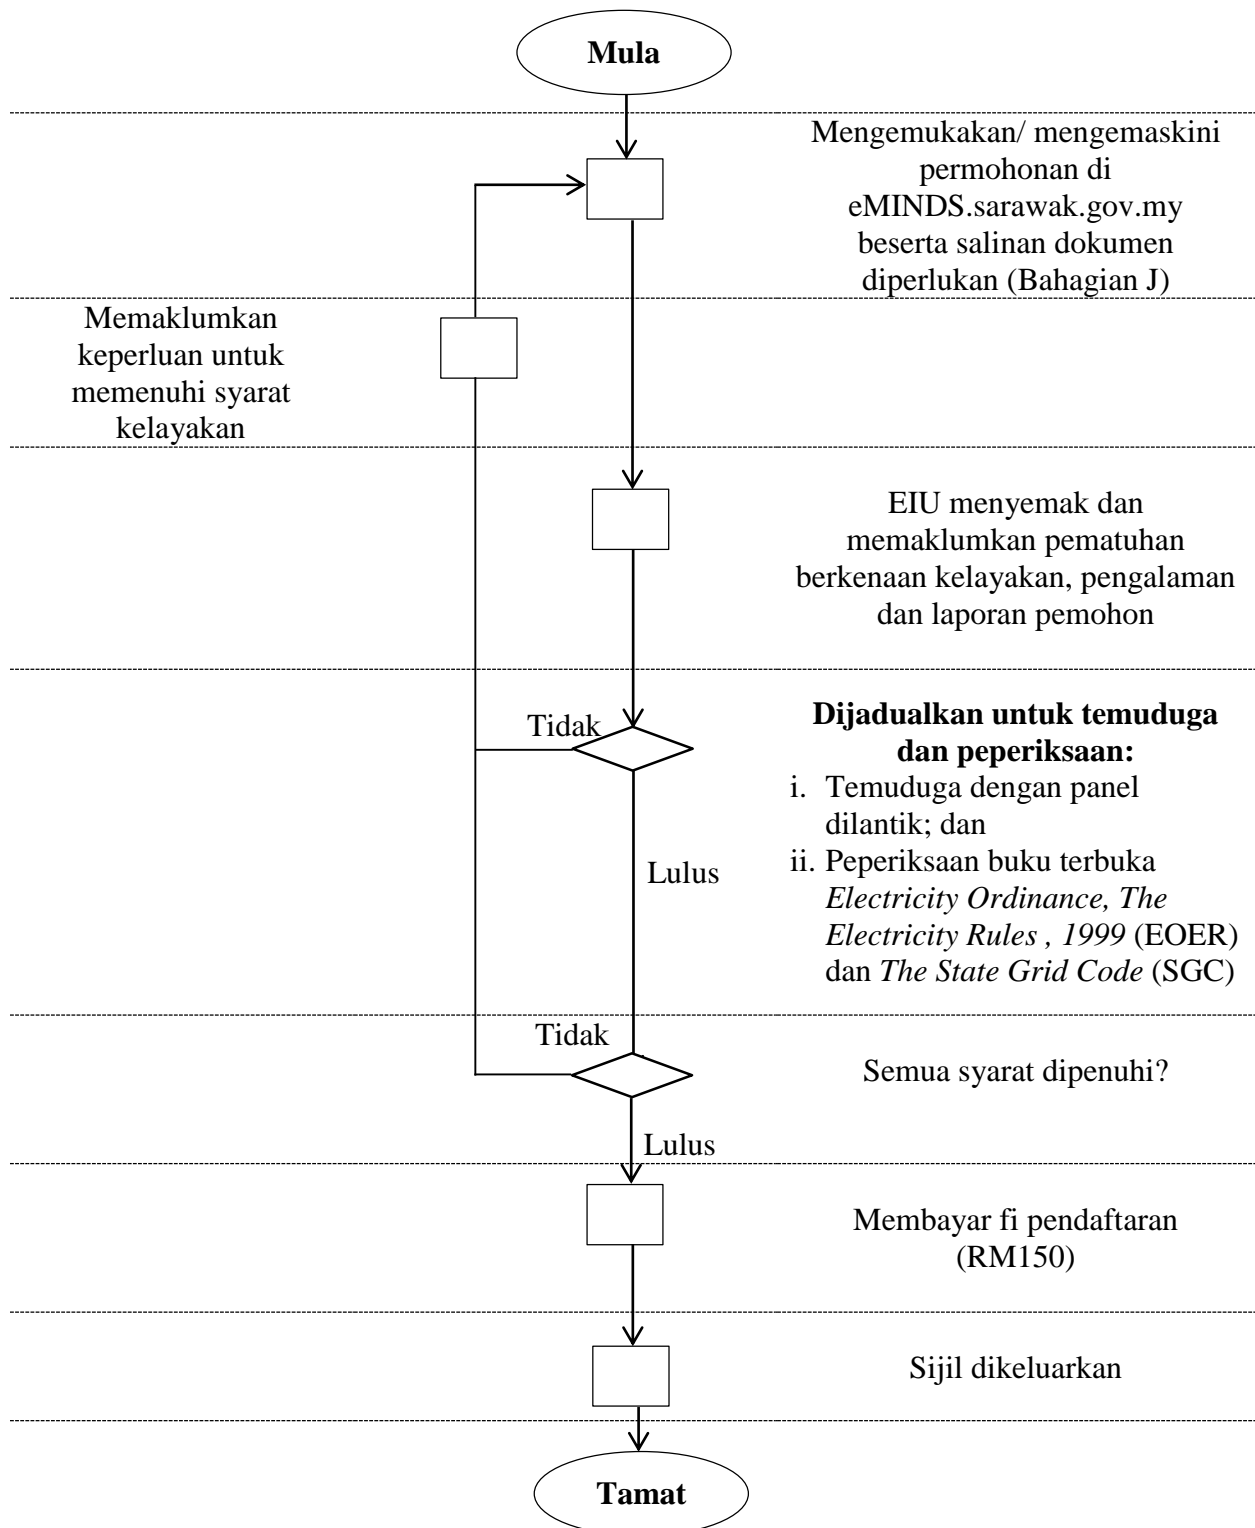 Mula
Mengemukakan/ mengemaskini
permohonan di
eMINDS.sarawak.gov.my
beserta salinan dokumen
diperlukan (Bahagian J)
Memaklumkan
keperluan untuk
memenuhi syarat
kelayakan
EIU menyemak dan
memaklumkan pematuhan
berkenaan kelayakan, pengalaman
dan laporan pemohon
Tidak
Dijadualkan untuk temuduga
dan peperiksaan:
i. Temuduga dengan panel
dilantik; dan
ii. Peperiksaan buku terbuka
Electricity Ordinance, The
Electricity Rules , 1999 (EOER)
dan The State Grid Code (SGC)
Lulus
Tidak
Semua syarat dipenuhi?
Lulus
Membayar fi pendaftaran
(RM150)
Sijil dikeluarkan
Tamat